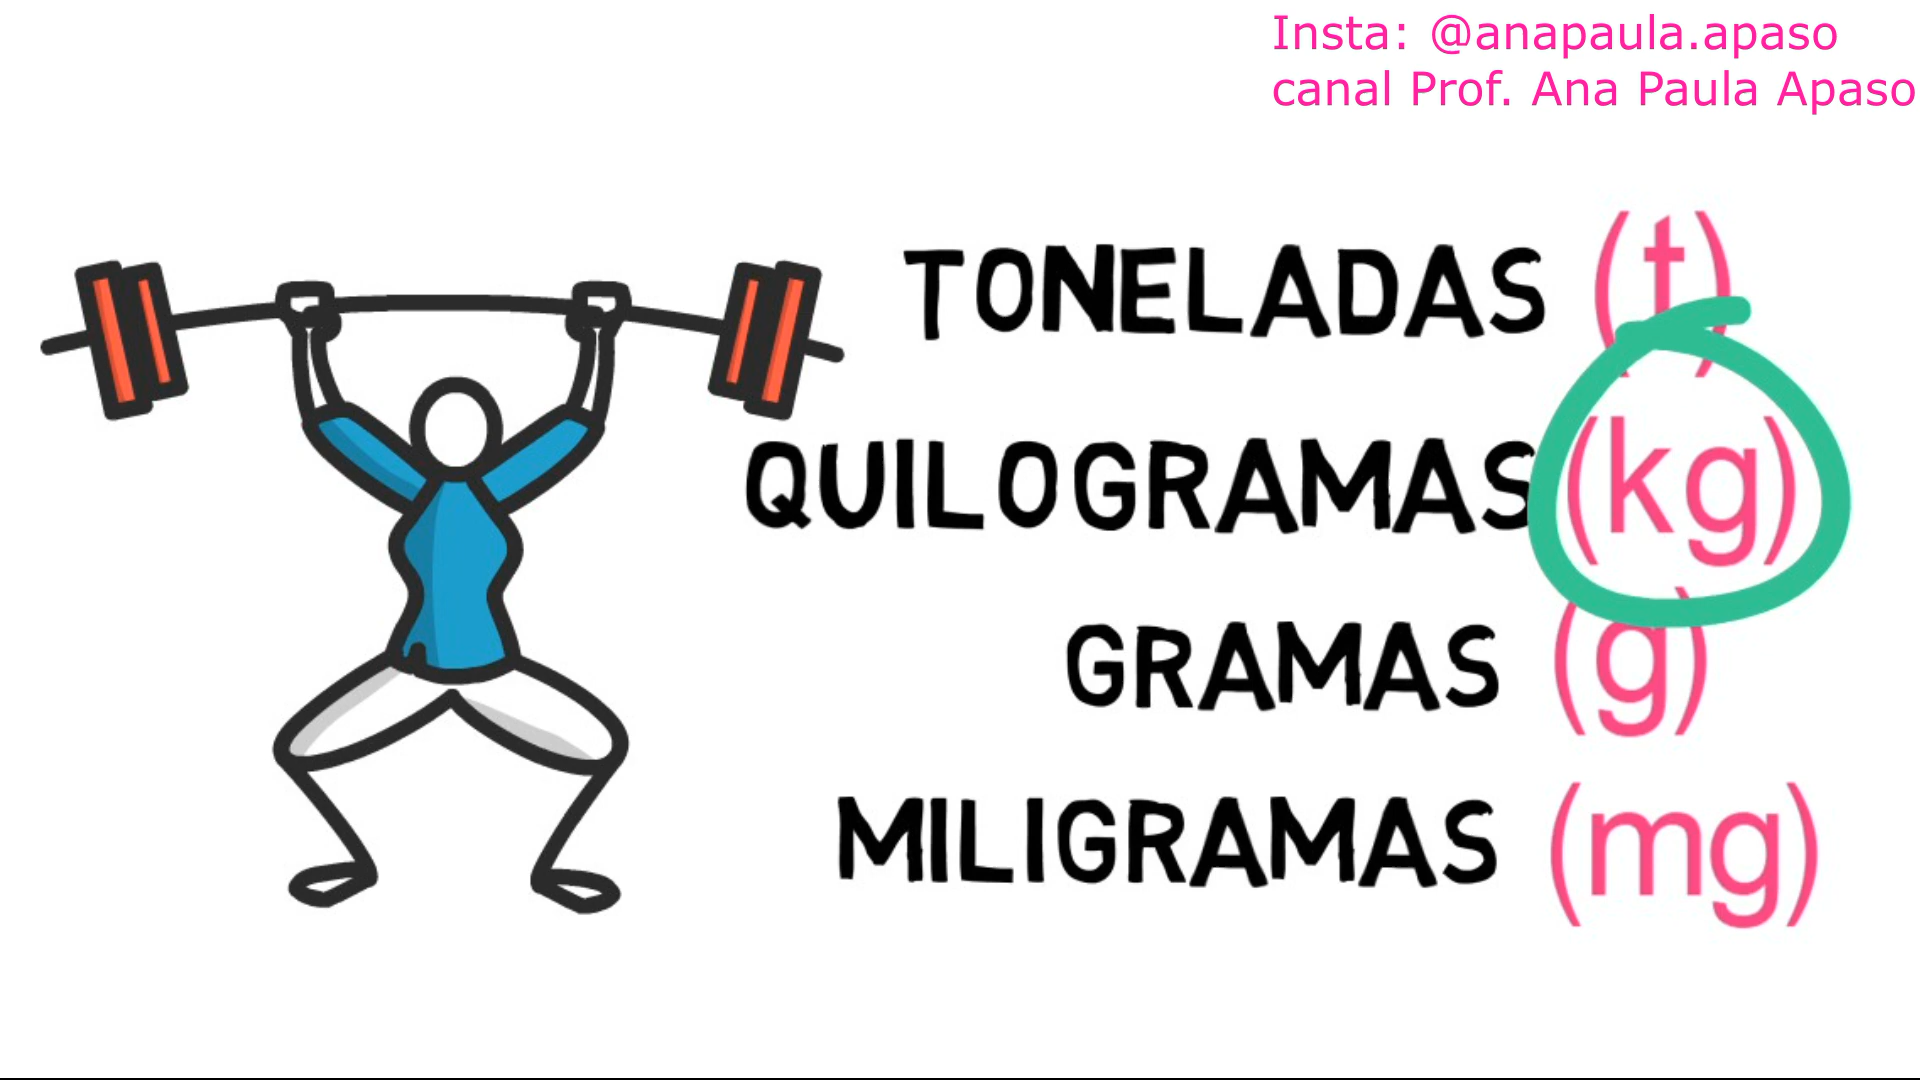 Insta: @anapaula.apaso
canal Prof. Ana Paula Apaso
TONELADAS (t)
QUILOGRAMAS (kg)
GRAMAS (g)
MILIGRAMAS (mg)